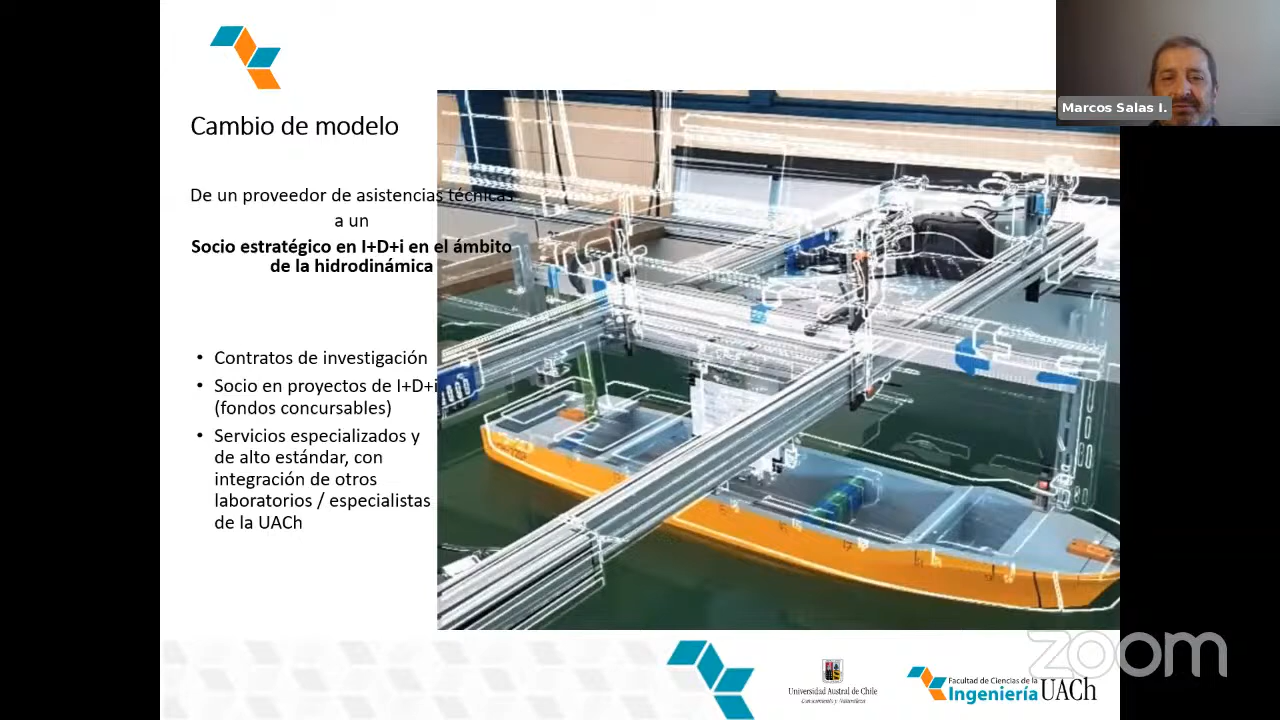 Marcos Salas I.
Cambio de modelo
De un proveedor de asistencias técnicas
a un
Socio estratégico en I+D+i en el ámbito
de la hidrodinámica
• Contratos de investigación
• Socio en proyectos de I+D+i
(fondos concursables)
• Servicios especializados y
de alto estándar, con
integración de otros
laboratorios / especialistas
de la UACh
zoom
Universidad Austral de Chile
Conocimiento y Naturaleza
Facultad de Ciencias de la
Ingeniería UACh